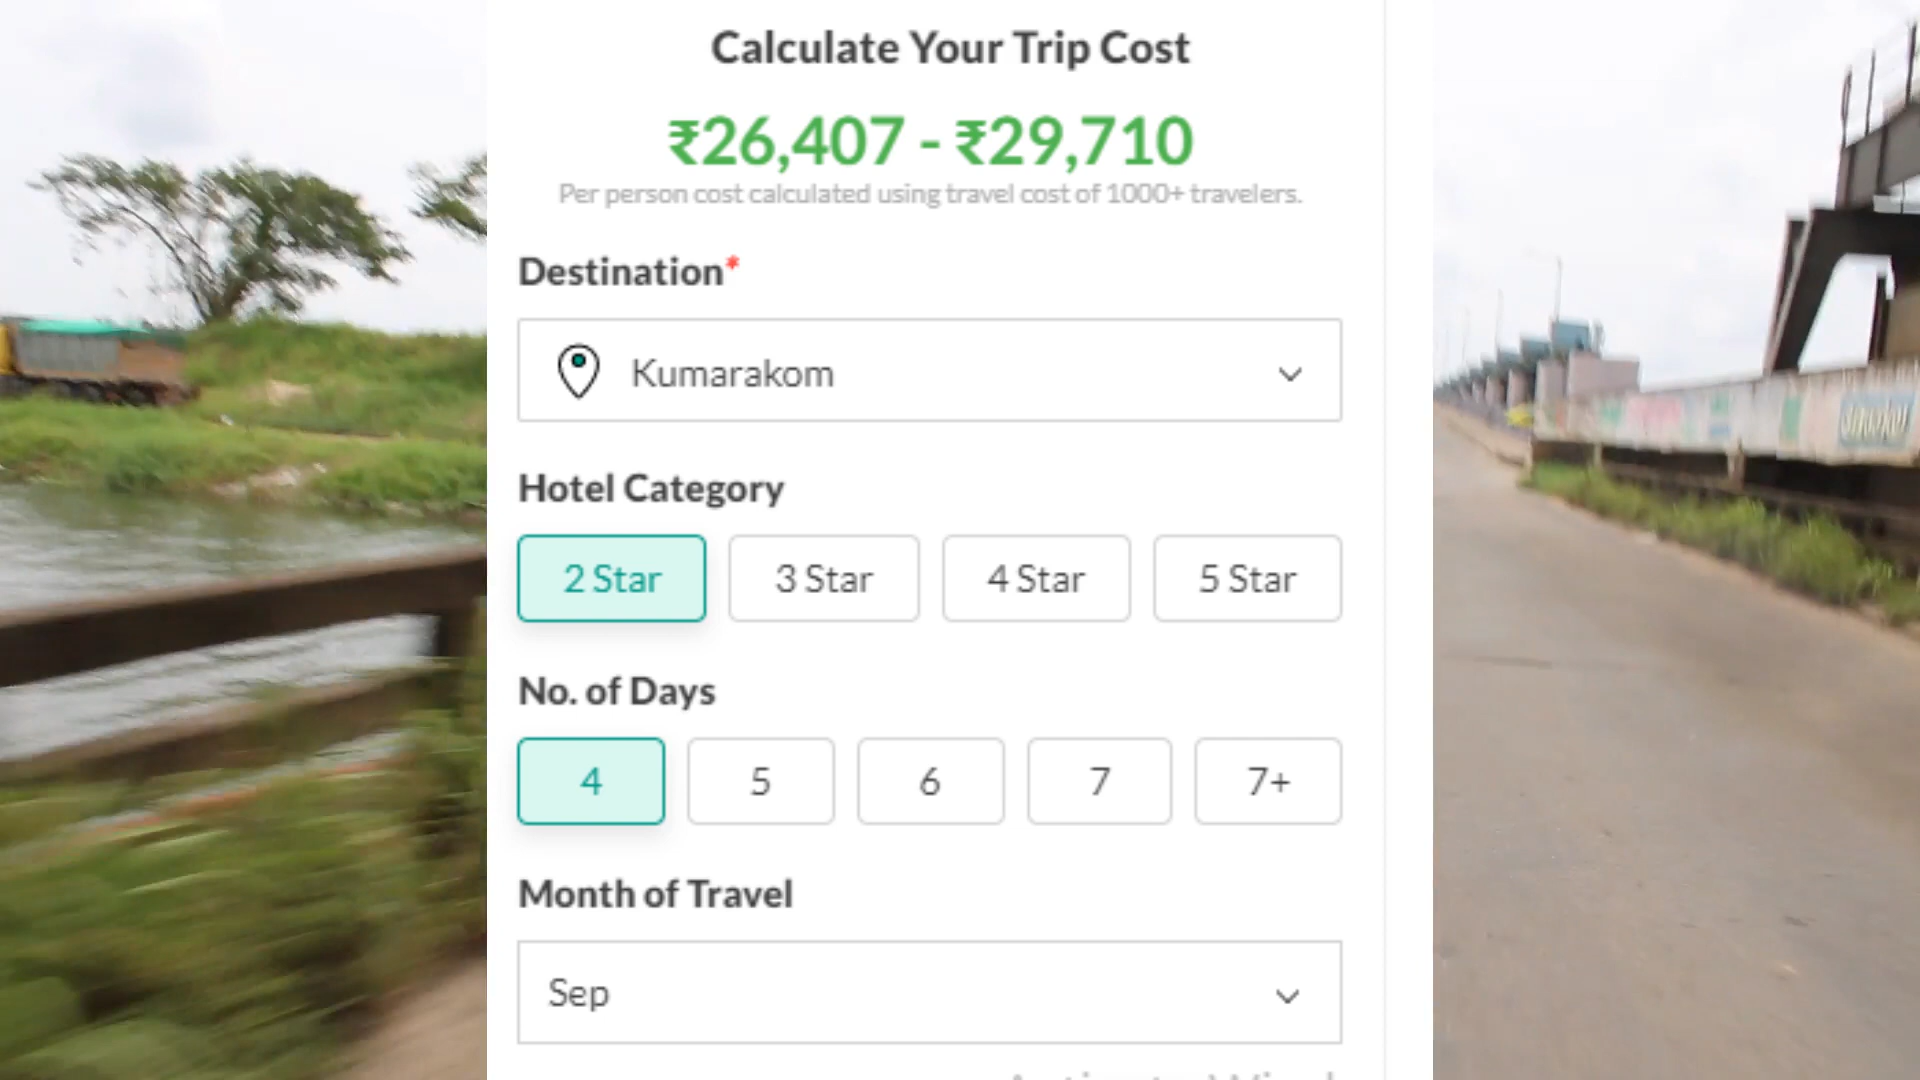 Calculate Your Trip Cost
₹26,407 - ₹29,710
Per person cost calculated using travel cost of 1000+ travelers.
Destination*
Kumarakom
Hotel Category
2 Star 3 Star 4 Star 5 Star
No. of Days
4 5 6 7 7+
Month of Travel
Sep